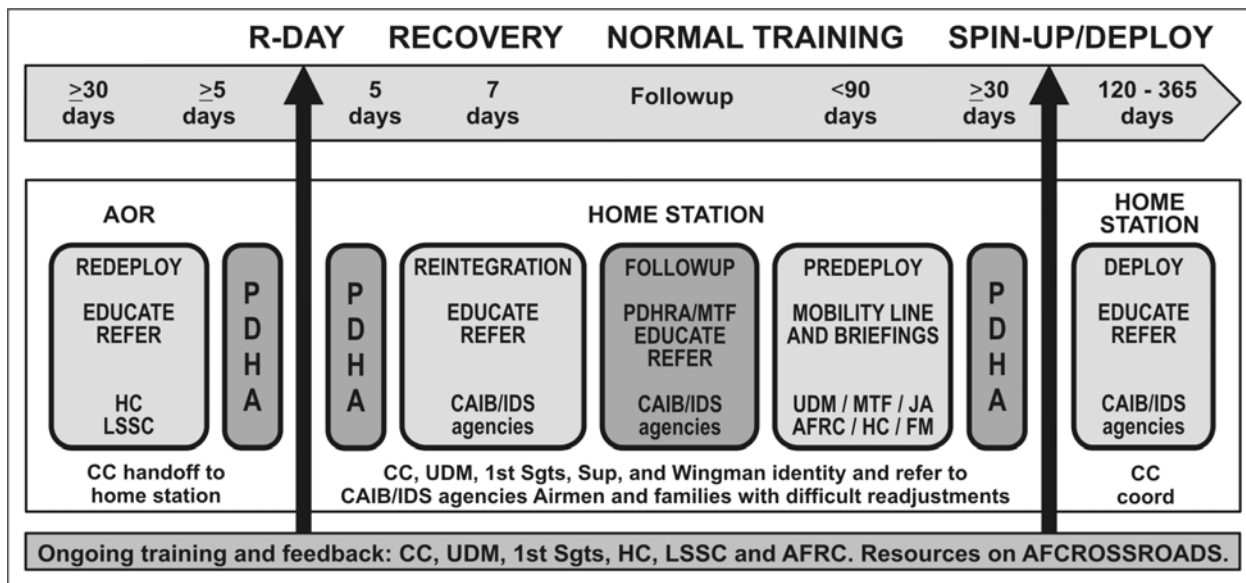 R-DAY RECOVERY NORMAL TRAINING SPIN-UP/DEPLOY
≥30 days
≥5 days
5 days
7 days
Followup
<90 days
≥30 days
120 - 365 days
AOR
HOME STATION
HOME
STATION
REDEPLOY
EDUCATE
REFER
HC
LSSC
PDHA
PDHA
REINTEGRATION
EDUCATE
REFER
CAIB/IDS
agencies
FOLLOWUP
PDHRA/MTF
EDUCATE
REFER
CAIB/IDS
agencies
PREDEPLOY
MOBILITY LINE
AND BRIEFINGS
UDM / MTF / JA
AFRC / HC / FM
PDHA
DEPLOY
EDUCATE
REFER
CAIB/IDS
agencies
CC handoff to
home station
CC, UDM, 1st Sgts, Sup, and Wingman identity and refer to
CAIB/IDS agencies Airmen and families with difficult readjustments
CC
coord
Ongoing training and feedback: CC, UDM, 1st Sgts, HC, LSSC and AFRC. Resources on AFCROSSROADS.